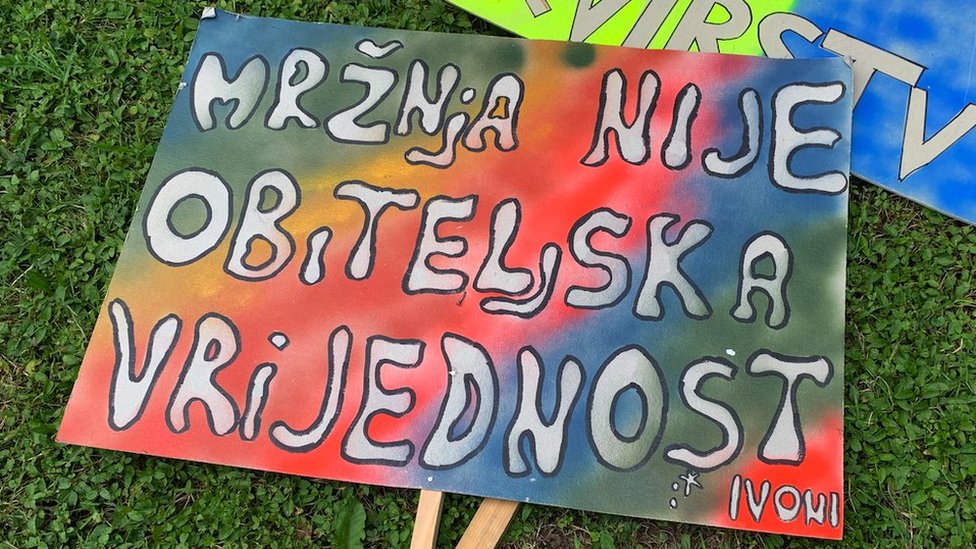 MRŽNJA NIJE
OBITELJSKA
VRIJEDNOST
IVONI